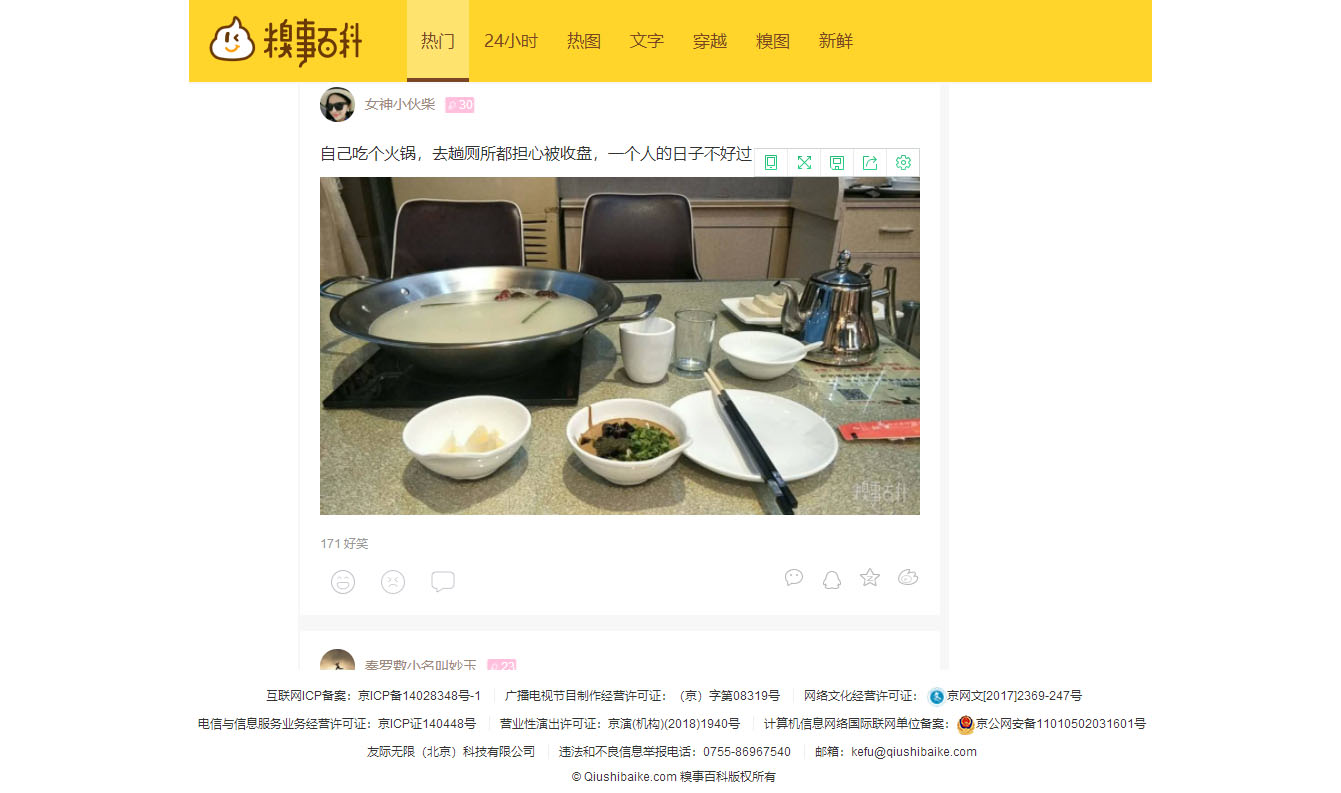 糗事百科 热门 24小时 热图 文字 穿越 糗图 新鲜
女神小伙柴 30
自己吃个火锅，去趟厕所都担心被收盘，一个人的日子不好过
糗事百科
171 好笑
秦罗敷小名叫妙玉 23
互联网ICP备案：京ICP备14028348号-1 广播电视节目制作经营许可证：（京）字第08319号 网络文化经营许可证： 京网文[2017]2369-247号
电信与信息服务业务经营许可证：京ICP证140448号 营业性演出许可证：京演(机构)(2018)1940号 计算机信息网络国际联网单位备案： 京公网安备11010502031601号
友际无限（北京）科技有限公司 违法和不良信息举报电话：0755-86967540 邮箱：kefu@qiushibaike.com
© Qiushibaike.com 糗事百科版权所有